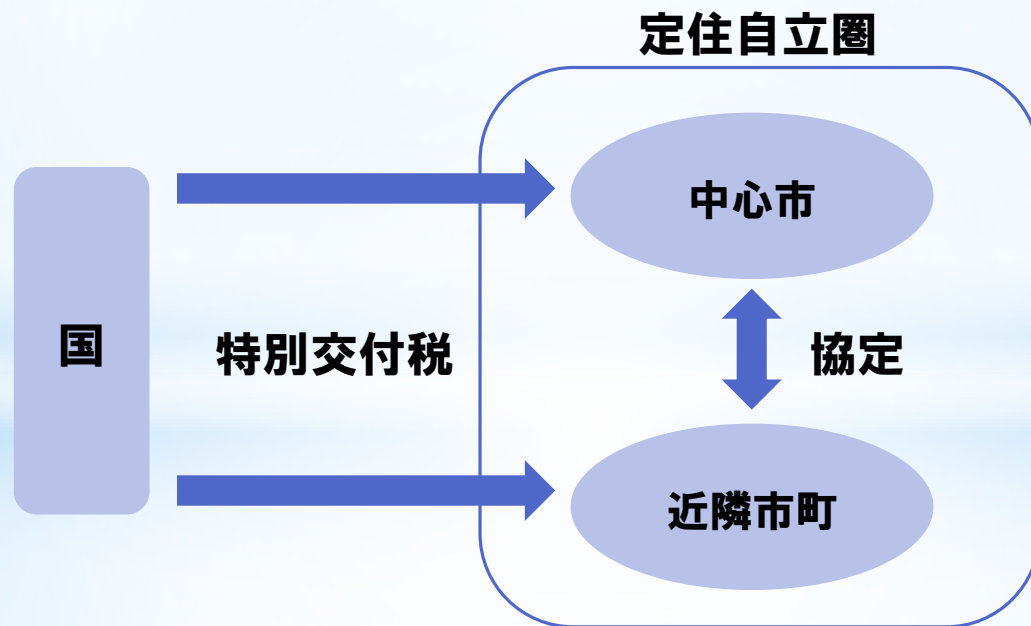 定住自立圏
中心市
国
特別交付税
協定
近隣市町